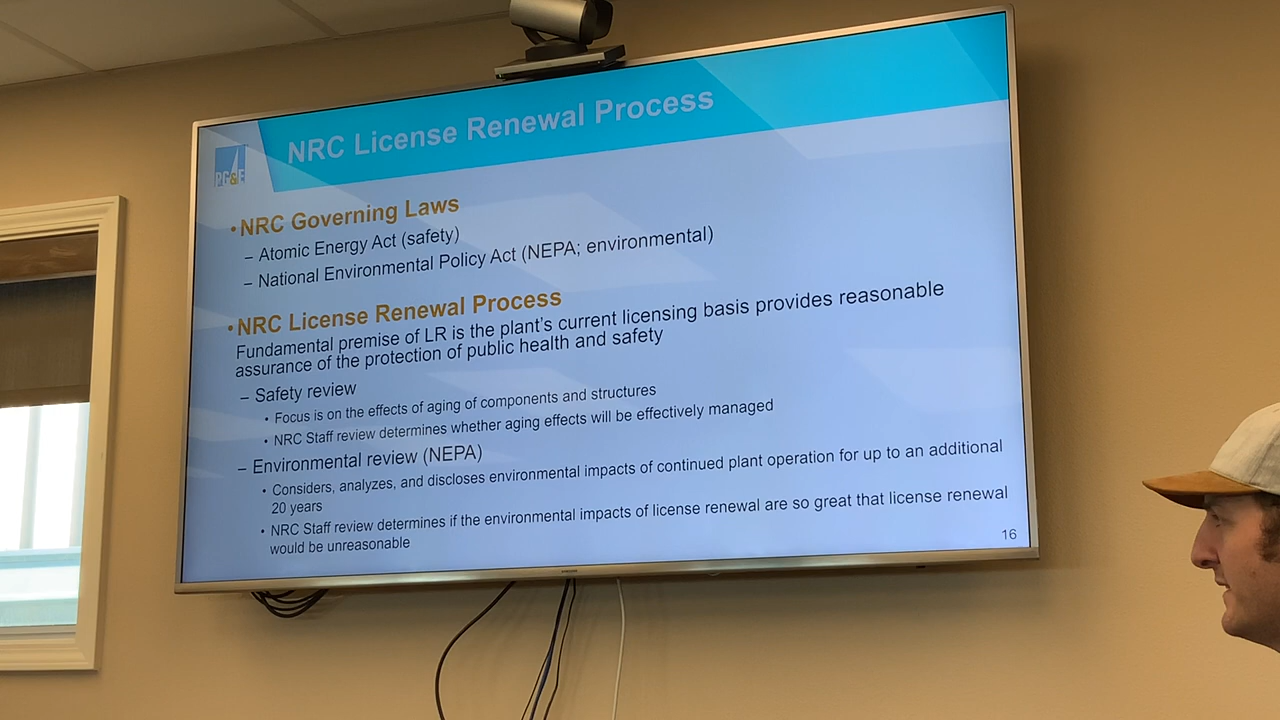 NRC License Renewal Process
PG&E
•NRC Governing Laws
– Atomic Energy Act (safety)
– National Environmental Policy Act (NEPA; environmental)
•NRC License Renewal Process
Fundamental premise of LR is the plant's current licensing basis provides reasonable
assurance of the protection of public health and safety
– Safety review
• Focus is on the effects of aging of components and structures
• NRC Staff review determines whether aging effects will be effectively managed
– Environmental review (NEPA)
• Considers, analyzes, and discloses environmental impacts of continued plant operation for up to an additional
20 years
• NRC Staff review determines if the environmental impacts of license renewal are so great that license renewal
would be unreasonable
16
SAMSUNG